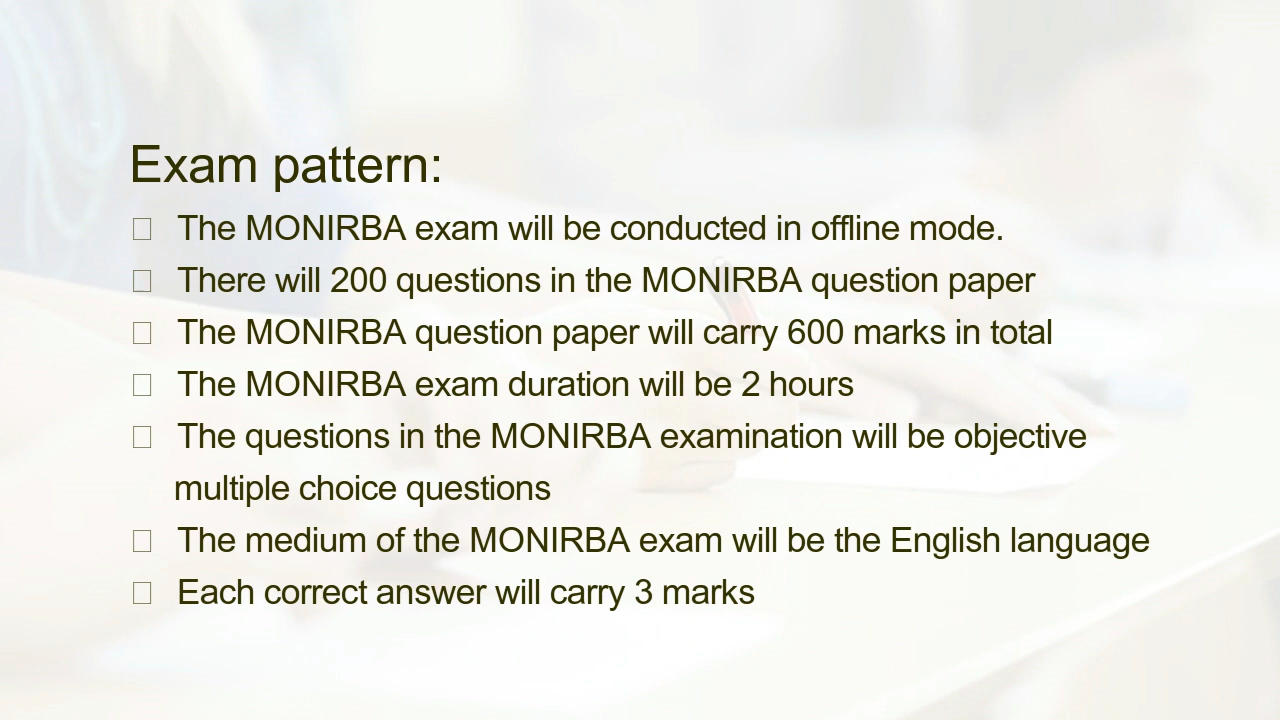 Exam pattern:
□ The MONIRBA exam will be conducted in offline mode.
□ There will 200 questions in the MONIRBA question paper
□ The MONIRBA question paper will carry 600 marks in total
□ The MONIRBA exam duration will be 2 hours
□ The questions in the MONIRBA examination will be objective
multiple choice questions
□ The medium of the MONIRBA exam will be the English language
□ Each correct answer will carry 3 marks